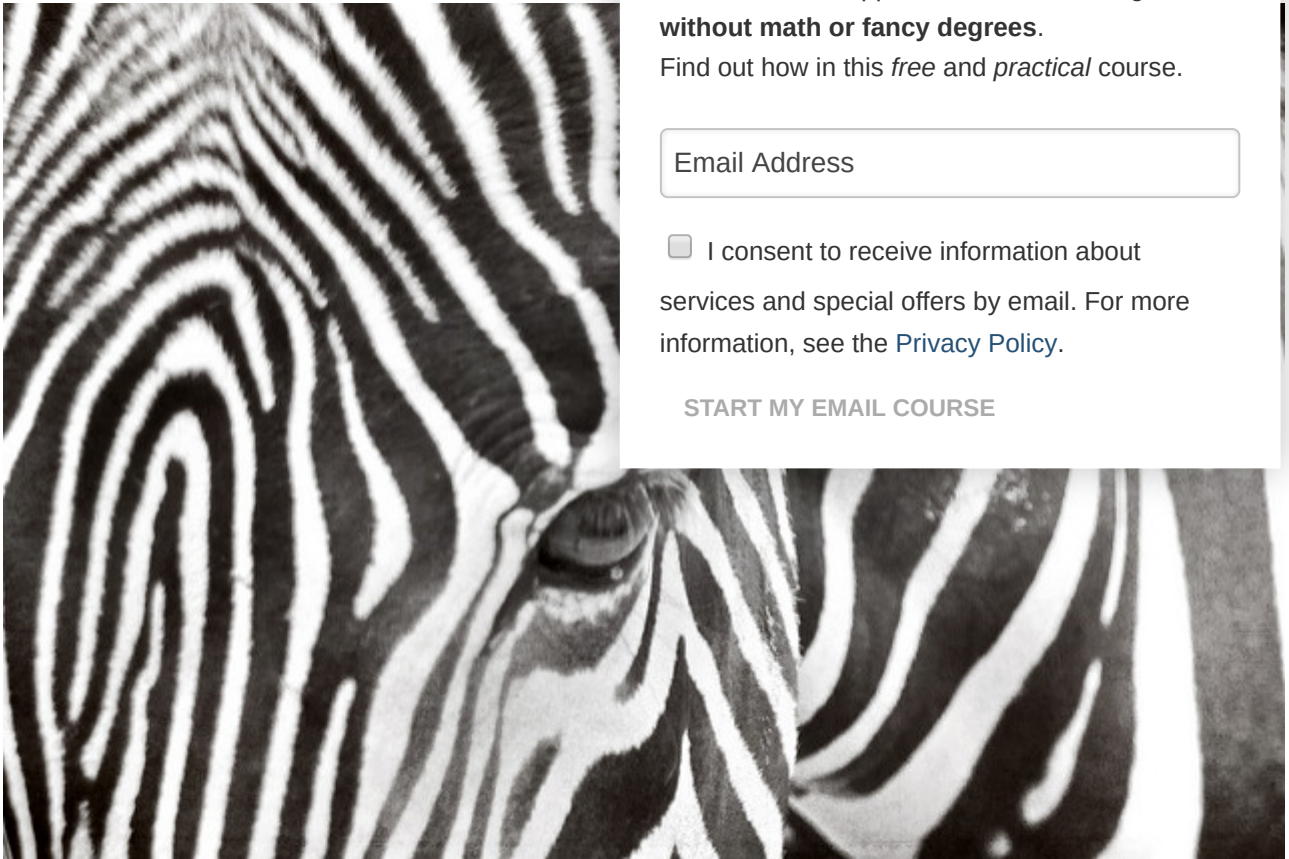 without math or fancy degrees.
Find out how in this free and practical course.
Email Address
I consent to receive information about
services and special offers by email. For more
information, see the Privacy Policy.
START MY EMAIL COURSE